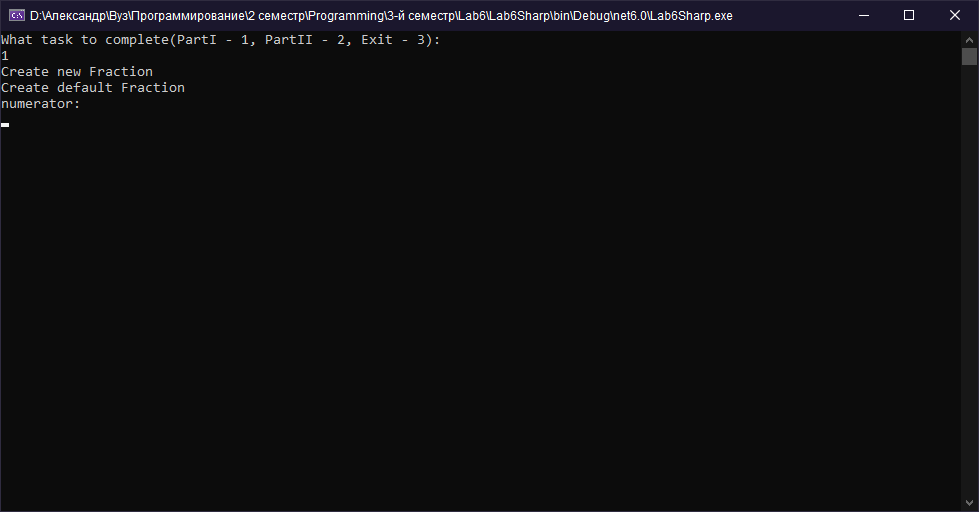 D:\Александр\Вуз\Программирование\2 семестр\Programming\3-й семестр\Lab6\Lab6Sharp\bin\Debug\net6.0\Lab6Sharp.exe
What task to complete(PartI - 1, PartII - 2, Exit - 3):
1
Create new Fraction
Create default Fraction
numerator: